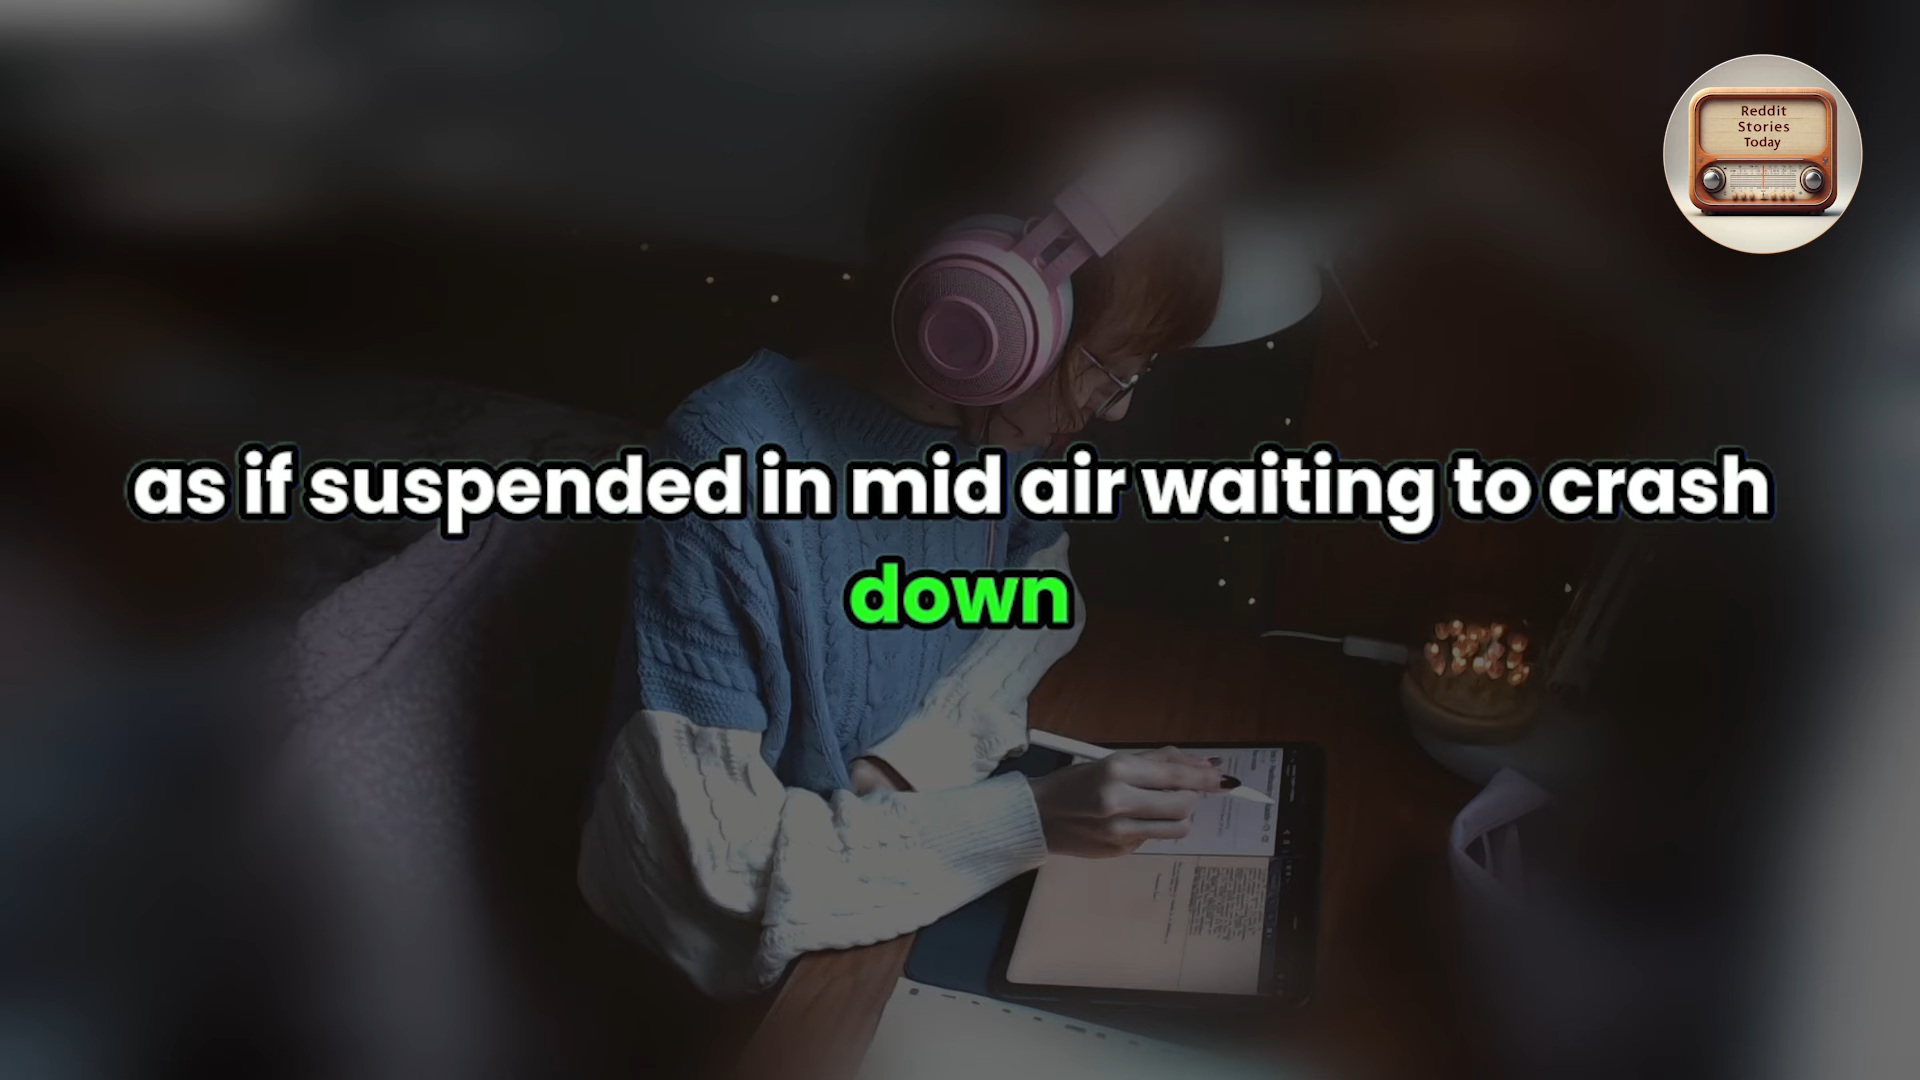 Reddit
Stories
Today
as if suspended in mid air waiting to crash
down